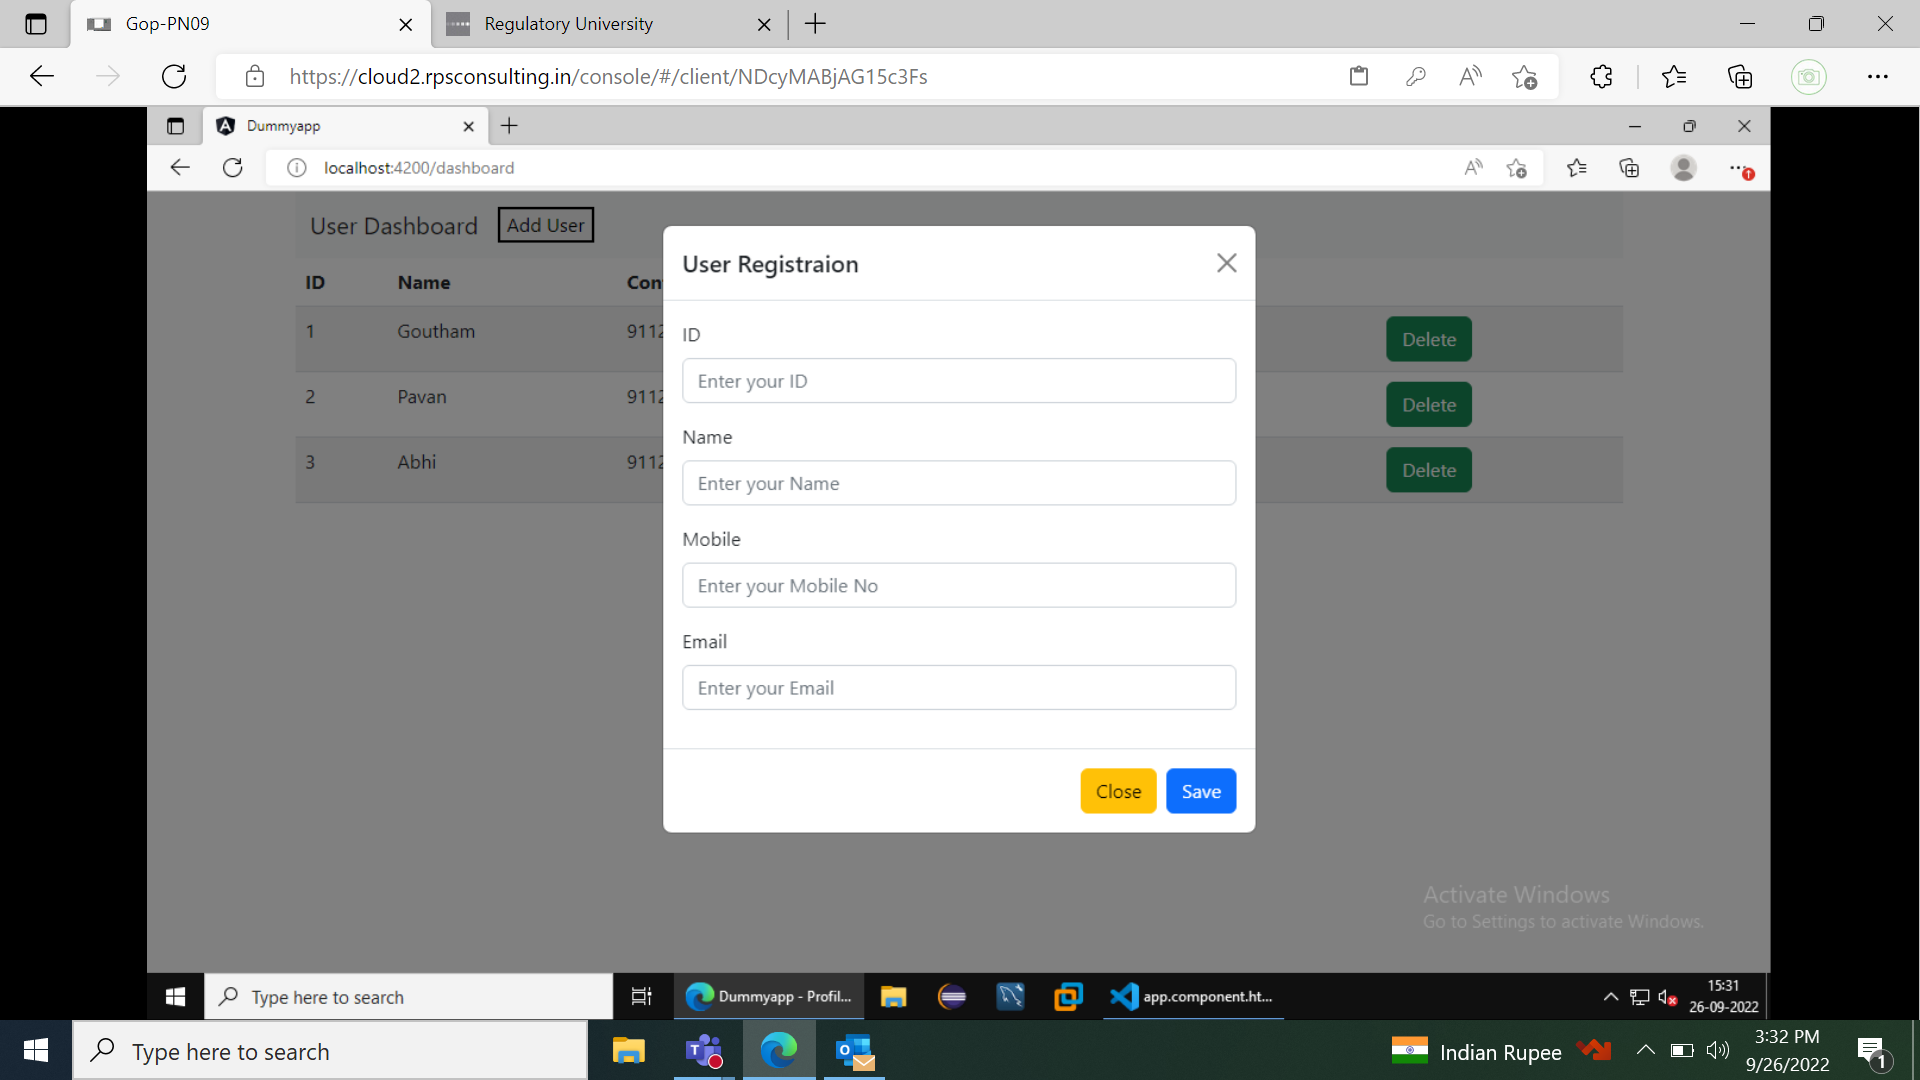 Gop-PN09
Regulatory University
https://cloud2.rpsconsulting.in/console/#/client/NDcyMABjAG15c3Fs
Dummyapp
localhost:4200/dashboard
User Dashboard
Add User
ID
Name
Con
1
Goutham
9112
Delete
2
Pavan
9112
Delete
3
Abhi
9112
Delete
User Registraion
ID
Enter your ID
Name
Enter your Name
Mobile
Enter your Mobile No
Email
Enter your Email
Close
Save
Activate Windows
Go to Settings to activate Windows.
Type here to search
Dummyapp - Profil...
app.component.ht...
15:31
26-09-2022
Type here to search
Indian Rupee
3:32 PM
9/26/2022
1